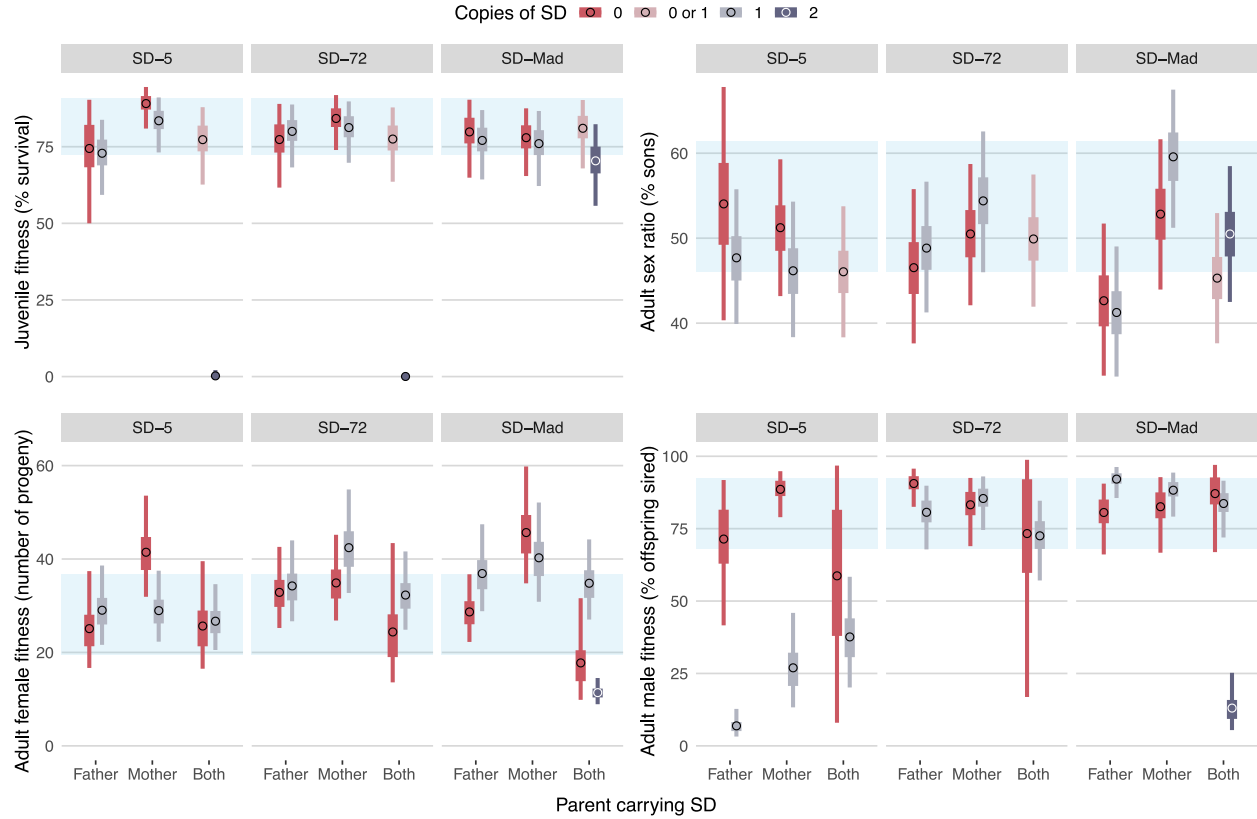 Copies of SD 0 0 or 1 1 2
SD−5 SD−72 SD−Mad
Juvenile fitness (% survival)
75
50
25
0
SD−5 SD−72 SD−Mad
Adult sex ratio (% sons)
60
50
40
SD−5 SD−72 SD−Mad
Adult female fitness (number of progeny)
60
40
20
0
Father Mother Both Father Mother Both Father Mother Both
SD−5 SD−72 SD−Mad
Adult male fitness (% offspring sired)
100
75
50
25
0
Father Mother Both Father Mother Both Father Mother Both
Parent carrying SD